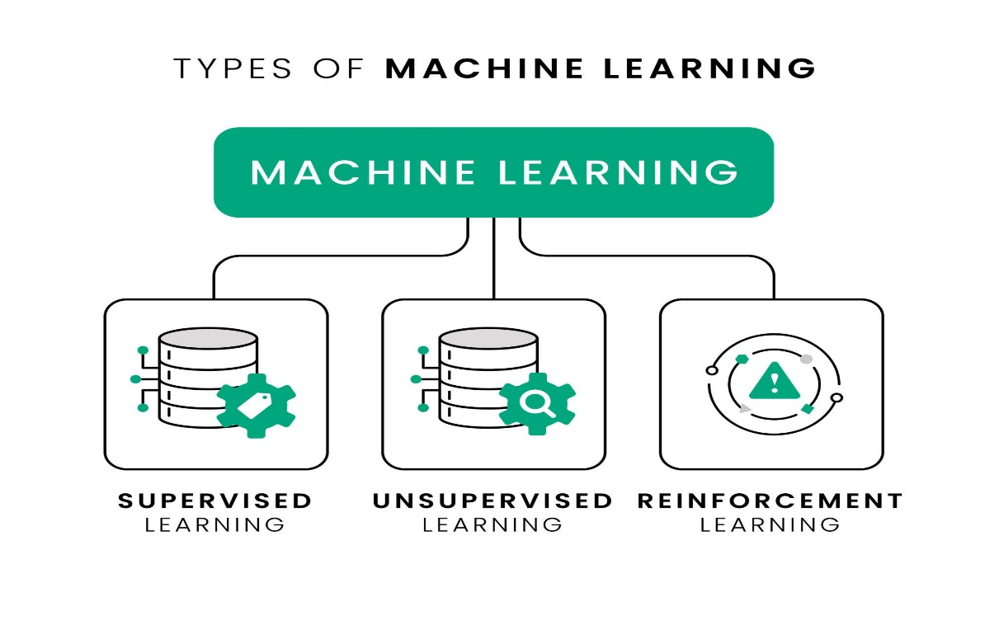 TYPES OF MACHINE LEARNING
MACHINE LEARNING
SUPERVISED
LEARNING
UNSUPERVISED
LEARNING
REINFORCEMENT
LEARNING